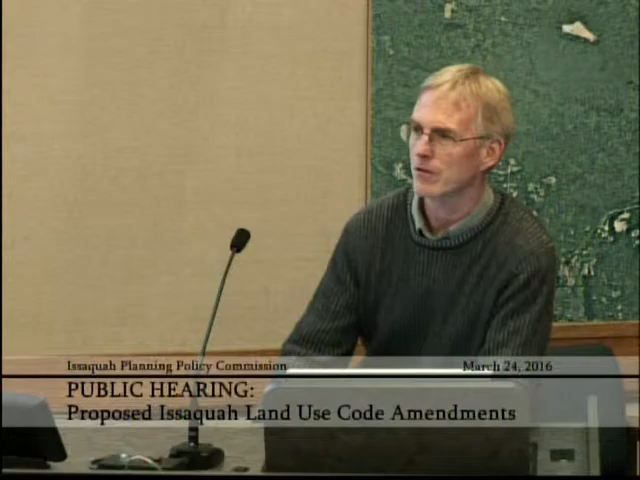 Issaquah Planning Policy Commission March 24, 2016
PUBLIC HEARING:
Proposed Issaquah Land Use Code Amendments